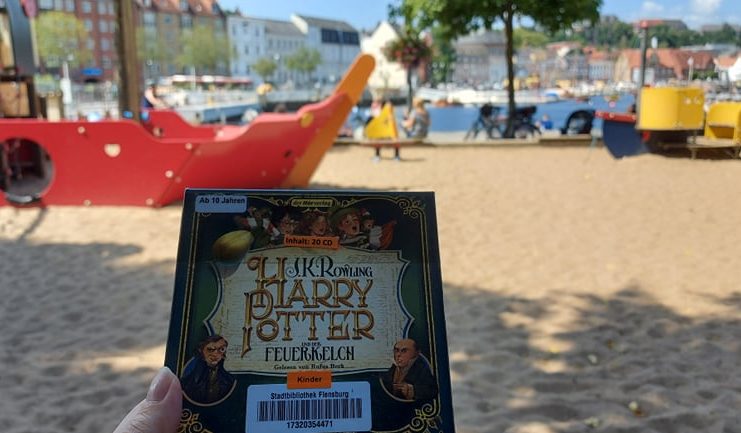 Ab 10 Jahren
der Hörverlag
Inhalt: 20 CD
J.K. ROWLING
HARRY
POTTER
UND DER
FEUERKELCH
Gelesen von Rufus Beck
Kinder
Stadtbibliothek Flensburg
17320354471